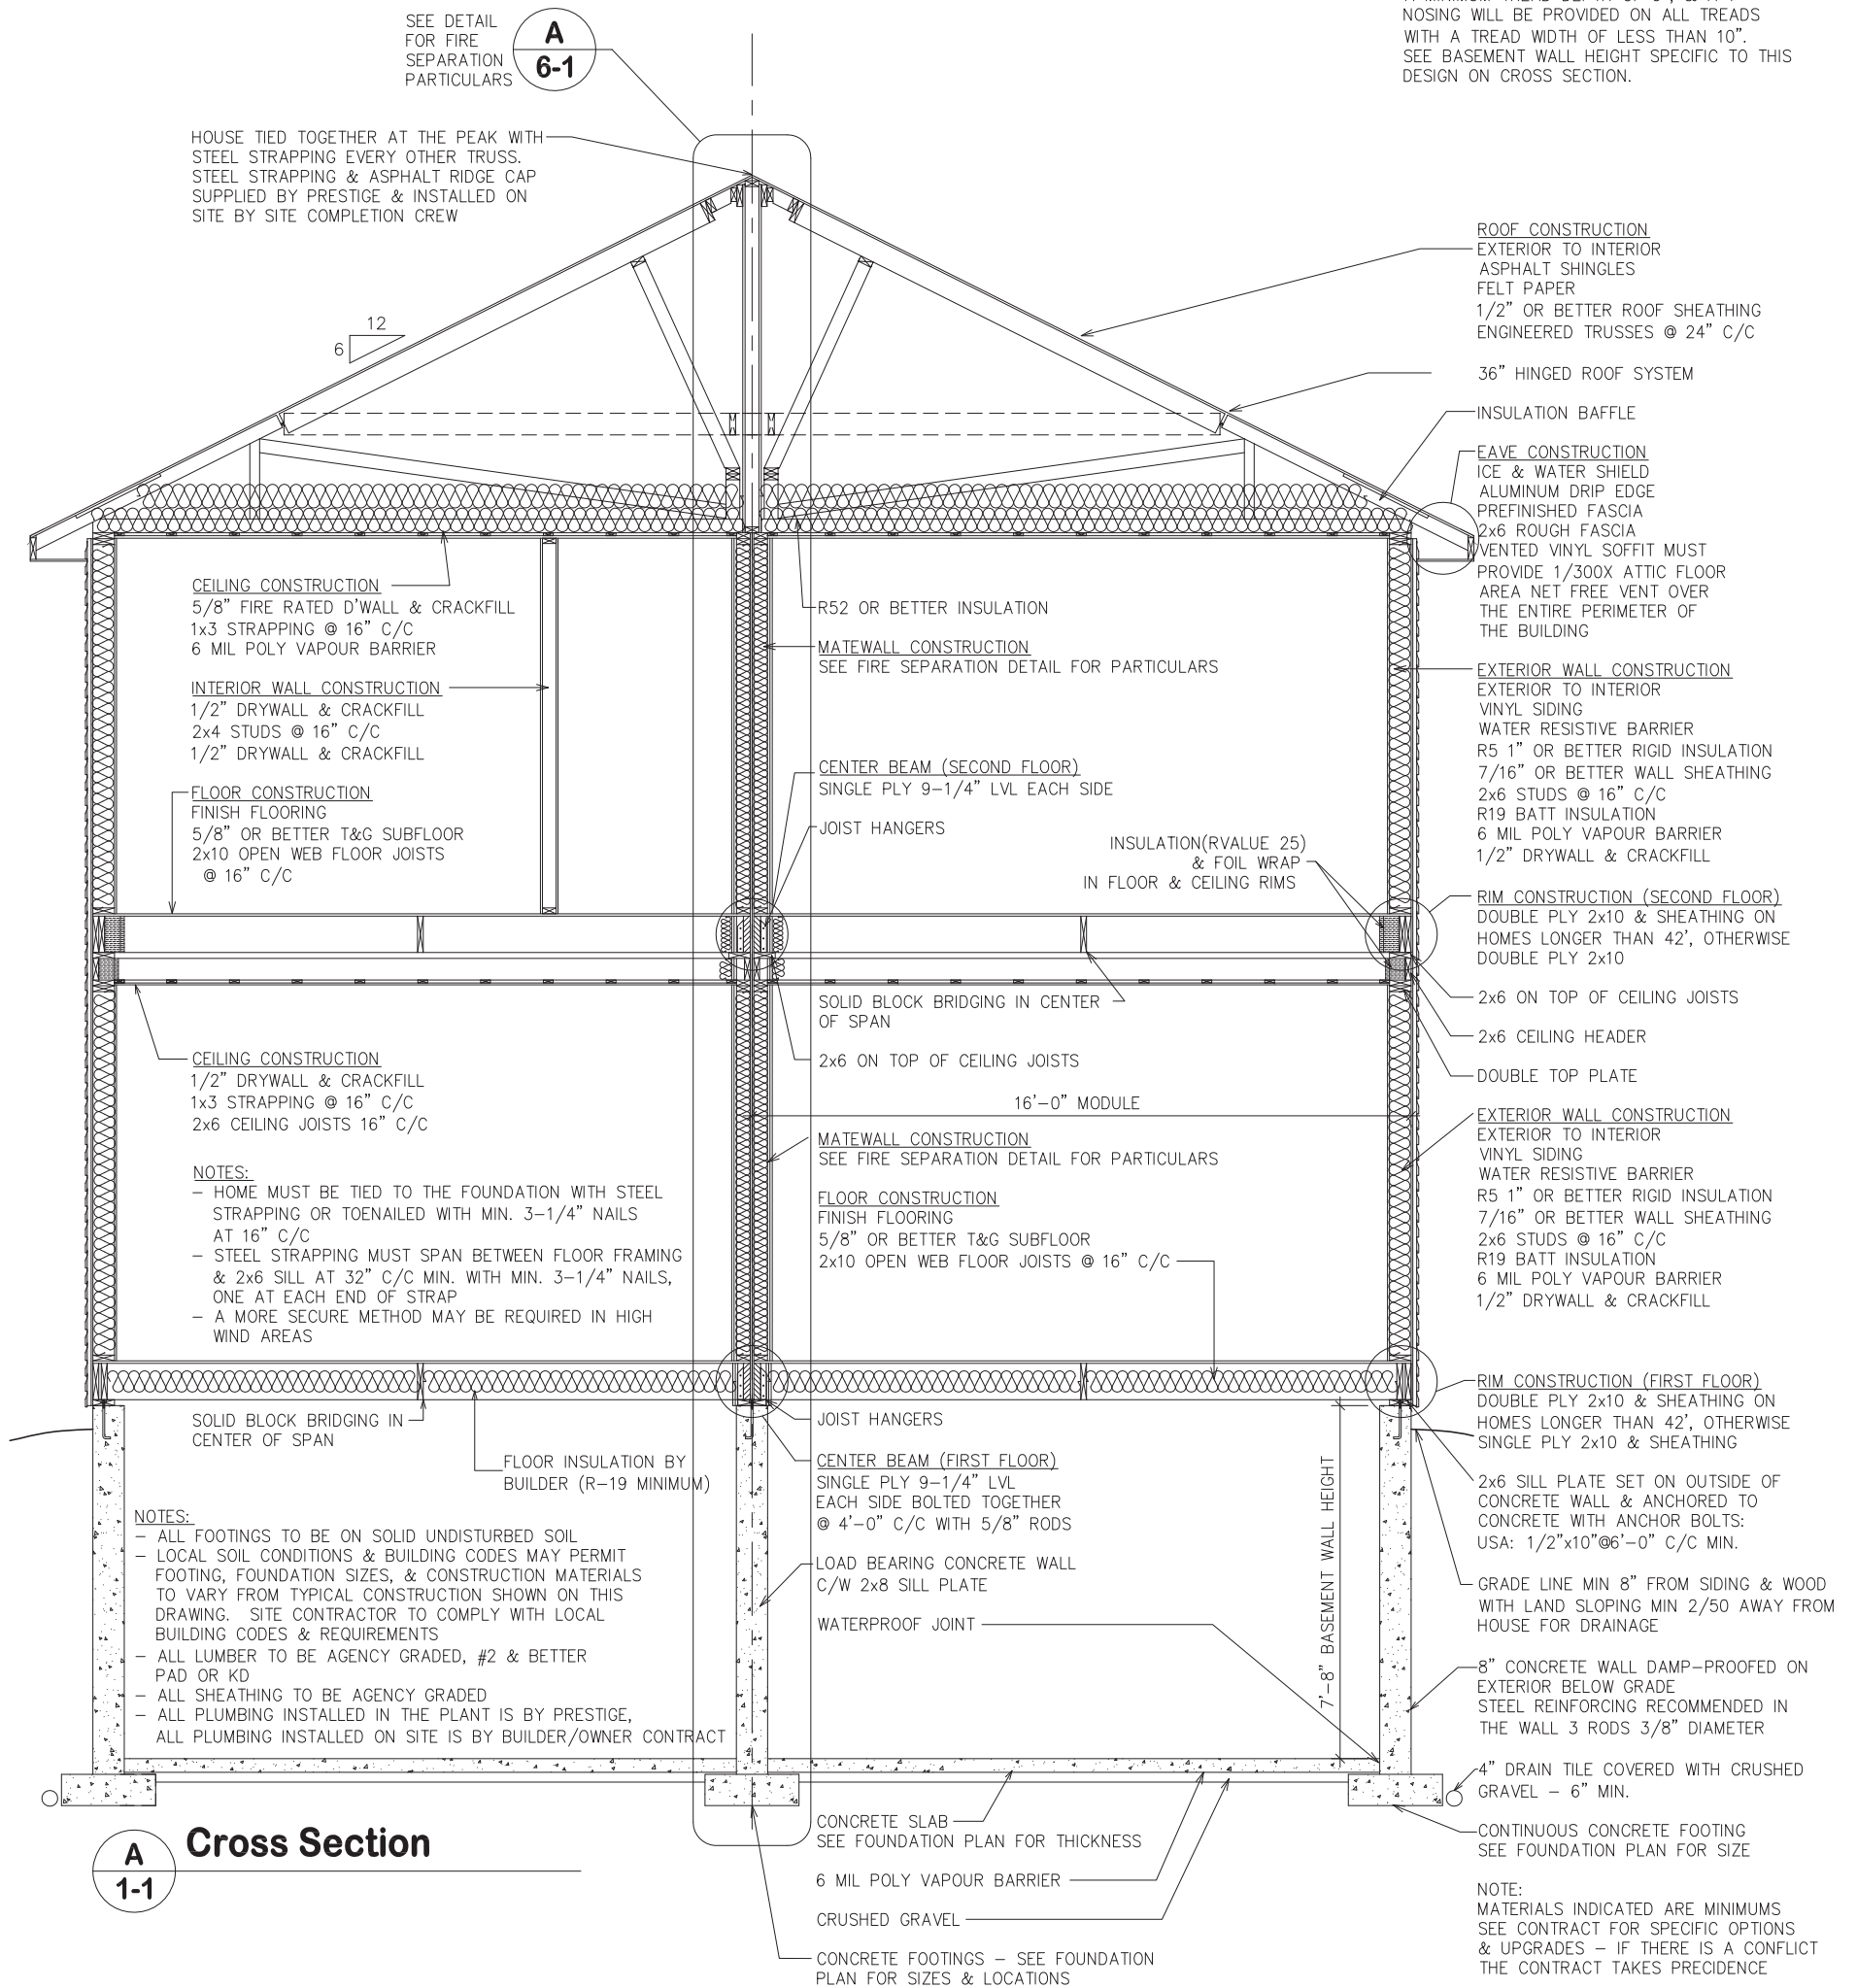 SEE DETAIL
FOR FIRE
SEPARATION
PARTICULARS
A
6-1
NOSING WILL BE PROVIDED ON ALL TREADS
WITH A TREAD WIDTH OF LESS THAN 10”.
SEE BASEMENT WALL HEIGHT SPECIFIC TO THIS
DESIGN ON CROSS SECTION.
HOUSE TIED TOGETHER AT THE PEAK WITH
STEEL STRAPPING EVERY OTHER TRUSS.
STEEL STRAPPING & ASPHALT RIDGE CAP
SUPPLIED BY PRESTIGE & INSTALLED ON
SITE BY SITE COMPLETION CREW
12
6
ROOF CONSTRUCTION
EXTERIOR TO INTERIOR
ASPHALT SHINGLES
FELT PAPER
1/2” OR BETTER ROOF SHEATHING
ENGINEERED TRUSSES @ 24” C/C
36” HINGED ROOF SYSTEM
INSULATION BAFFLE
EAVE CONSTRUCTION
ICE & WATER SHIELD
ALUMINUM DRIP EDGE
PREFINISHED FASCIA
2x6 ROUGH FASCIA
VENTED VINYL SOFFIT MUST
PROVIDE 1/300X ATTIC FLOOR
AREA NET FREE VENT OVER
THE ENTIRE PERIMETER OF
THE BUILDING
CEILING CONSTRUCTION
5/8” FIRE RATED D’WALL & CRACKFILL
1x3 STRAPPING @ 16” C/C
6 MIL POLY VAPOUR BARRIER
INTERIOR WALL CONSTRUCTION
1/2” DRYWALL & CRACKFILL
2x4 STUDS @ 16” C/C
1/2” DRYWALL & CRACKFILL
FLOOR CONSTRUCTION
FINISH FLOORING
5/8” OR BETTER T&G SUBFLOOR
2x10 OPEN WEB FLOOR JOISTS
@ 16” C/C
R52 OR BETTER INSULATION
MATEWALL CONSTRUCTION
SEE FIRE SEPARATION DETAIL FOR PARTICULARS
CENTER BEAM (SECOND FLOOR)
SINGLE PLY 9-1/4” LVL EACH SIDE
JOIST HANGERS
INSULATION(RVALUE 25)
& FOIL WRAP
IN FLOOR & CEILING RIMS
EXTERIOR WALL CONSTRUCTION
EXTERIOR TO INTERIOR
VINYL SIDING
WATER RESISTIVE BARRIER
R5 1” OR BETTER RIGID INSULATION
7/16” OR BETTER WALL SHEATHING
2x6 STUDS @ 16” C/C
R19 BATT INSULATION
6 MIL POLY VAPOUR BARRIER
1/2” DRYWALL & CRACKFILL
RIM CONSTRUCTION (SECOND FLOOR)
DOUBLE PLY 2x10 & SHEATHING ON
HOMES LONGER THAN 42’, OTHERWISE
DOUBLE PLY 2x10
2x6 ON TOP OF CEILING JOISTS
2x6 CEILING HEADER
DOUBLE TOP PLATE
SOLID BLOCK BRIDGING IN CENTER
OF SPAN
2x6 ON TOP OF CEILING JOISTS
16’-0” MODULE
CEILING CONSTRUCTION
1/2” DRYWALL & CRACKFILL
1x3 STRAPPING @ 16” C/C
2x6 CEILING JOISTS 16” C/C
NOTES:
- HOME MUST BE TIED TO THE FOUNDATION WITH STEEL
STRAPPING OR TOENAILED WITH MIN. 3-1/4” NAILS
AT 16” C/C
- STEEL STRAPPING MUST SPAN BETWEEN FLOOR FRAMING
& 2x6 SILL AT 32” C/C MIN. WITH MIN. 3-1/4” NAILS,
ONE AT EACH END OF STRAP
- A MORE SECURE METHOD MAY BE REQUIRED IN HIGH
WIND AREAS
MATEWALL CONSTRUCTION
SEE FIRE SEPARATION DETAIL FOR PARTICULARS
FLOOR CONSTRUCTION
FINISH FLOORING
5/8” OR BETTER T&G SUBFLOOR
2x10 OPEN WEB FLOOR JOISTS @ 16” C/C
EXTERIOR WALL CONSTRUCTION
EXTERIOR TO INTERIOR
VINYL SIDING
WATER RESISTIVE BARRIER
R5 1” OR BETTER RIGID INSULATION
7/16” OR BETTER WALL SHEATHING
2x6 STUDS @ 16” C/C
R19 BATT INSULATION
6 MIL POLY VAPOUR BARRIER
1/2” DRYWALL & CRACKFILL
SOLID BLOCK BRIDGING IN
CENTER OF SPAN
FLOOR INSULATION BY
BUILDER (R-19 MINIMUM)
JOIST HANGERS
CENTER BEAM (FIRST FLOOR)
SINGLE PLY 9-1/4” LVL
EACH SIDE BOLTED TOGETHER
@ 4’-0” C/C WITH 5/8” RODS
LOAD BEARING CONCRETE WALL
C/W 2x8 SILL PLATE
WATERPROOF JOINT
7’-8” BASEMENT WALL HEIGHT
RIM CONSTRUCTION (FIRST FLOOR)
DOUBLE PLY 2x10 & SHEATHING ON
HOMES LONGER THAN 42’, OTHERWISE
SINGLE PLY 2x10 & SHEATHING
2x6 SILL PLATE SET ON OUTSIDE OF
CONCRETE WALL & ANCHORED TO
CONCRETE WITH ANCHOR BOLTS:
USA: 1/2”x10”@6’-0” C/C MIN.
GRADE LINE MIN 8” FROM SIDING & WOOD
WITH LAND SLOPING MIN 2/50 AWAY FROM
HOUSE FOR DRAINAGE
8” CONCRETE WALL DAMP-PROOFED ON
EXTERIOR BELOW GRADE
STEEL REINFORCING RECOMMENDED IN
THE WALL 3 RODS 3/8” DIAMETER
4” DRAIN TILE COVERED WITH CRUSHED
GRAVEL - 6” MIN.
CONTINUOUS CONCRETE FOOTING
SEE FOUNDATION PLAN FOR SIZE
NOTE:
MATERIALS INDICATED ARE MINIMUMS
SEE CONTRACT FOR SPECIFIC OPTIONS
& UPGRADES - IF THERE IS A CONFLICT
THE CONTRACT TAKES PRECIDENCE
NOTES:
- ALL FOOTINGS TO BE ON SOLID UNDISTURBED SOIL
- LOCAL SOIL CONDITIONS & BUILDING CODES MAY PERMIT
FOOTING, FOUNDATION SIZES, & CONSTRUCTION MATERIALS
TO VARY FROM TYPICAL CONSTRUCTION SHOWN ON THIS
DRAWING. SITE CONTRACTOR TO COMPLY WITH LOCAL
BUILDING CODES & REQUIREMENTS
- ALL LUMBER TO BE AGENCY GRADED, #2 & BETTER
PAD OR KD
- ALL SHEATHING TO BE AGENCY GRADED
- ALL PLUMBING INSTALLED IN THE PLANT IS BY PRESTIGE,
ALL PLUMBING INSTALLED ON SITE IS BY BUILDER/OWNER CONTRACT
CONCRETE SLAB
SEE FOUNDATION PLAN FOR THICKNESS
6 MIL POLY VAPOUR BARRIER
CRUSHED GRAVEL
CONCRETE FOOTINGS - SEE FOUNDATION
PLAN FOR SIZES & LOCATIONS
A
1-1
Cross Section